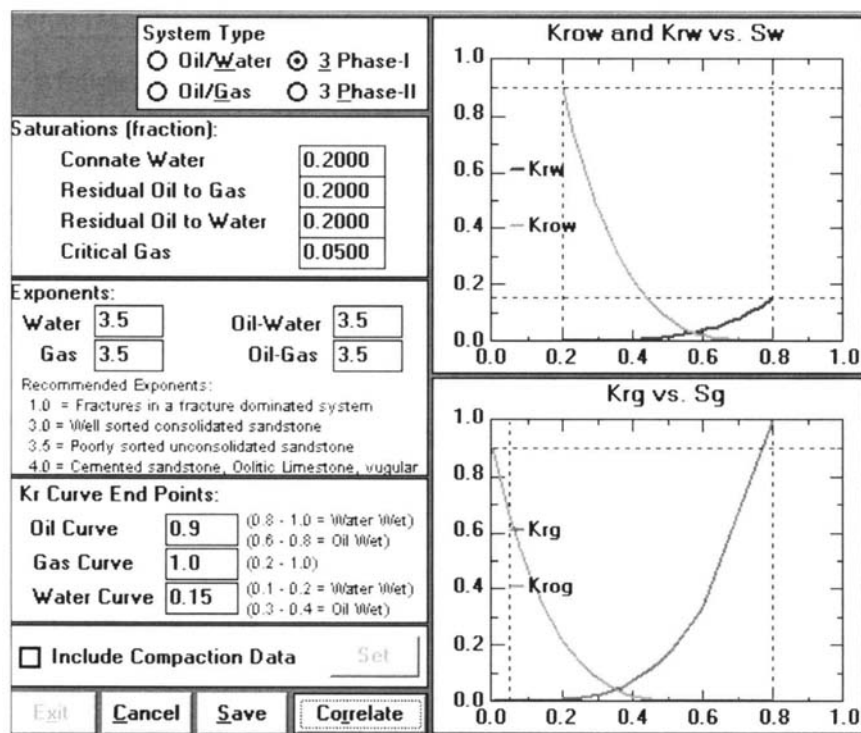 System Type
Oil/Water 3 Phase-I
Oil/Gas 3 Phase-II
Saturations (fraction):
Connate Water 0.2000
Residual Oil to Gas 0.2000
Residual Oil to Water 0.2000
Critical Gas 0.0500
Exponents:
Water 3.5 Oil-Water 3.5
Gas 3.5 Oil-Gas 3.5
Recommended Exponents:
1.0 = Fractures in a fracture dominated system
3.0 = Well sorted consolidated sandstone
3.5 = Poorly sorted unconsolidated sandstone
4.0 = Cemented sandstone, Oolitic Limestone, vugular
Kr Curve End Points:
Oil Curve 0.9 (0.8 - 1.0 = Water Wet)
(0.6 - 0.8 = Oil Wet)
Gas Curve 1.0 (0.2 - 1.0)
Water Curve 0.15 (0.1 - 0.2 = Water Wet)
(0.3 - 0.4 = Oil Wet)
Include Compaction Data Set
Exit Cancel Save Correlate
Krow and Krw vs. Sw
1.0
0.8
0.6
Krw
0.4
Krow
0.2
0.0
0.0 0.2 0.4 0.6 0.8 1.0
Krg vs. Sg
1.0
0.8
0.6
Krg
0.4
Krog
0.2
0.0
0.0 0.2 0.4 0.6 0.8 1.0